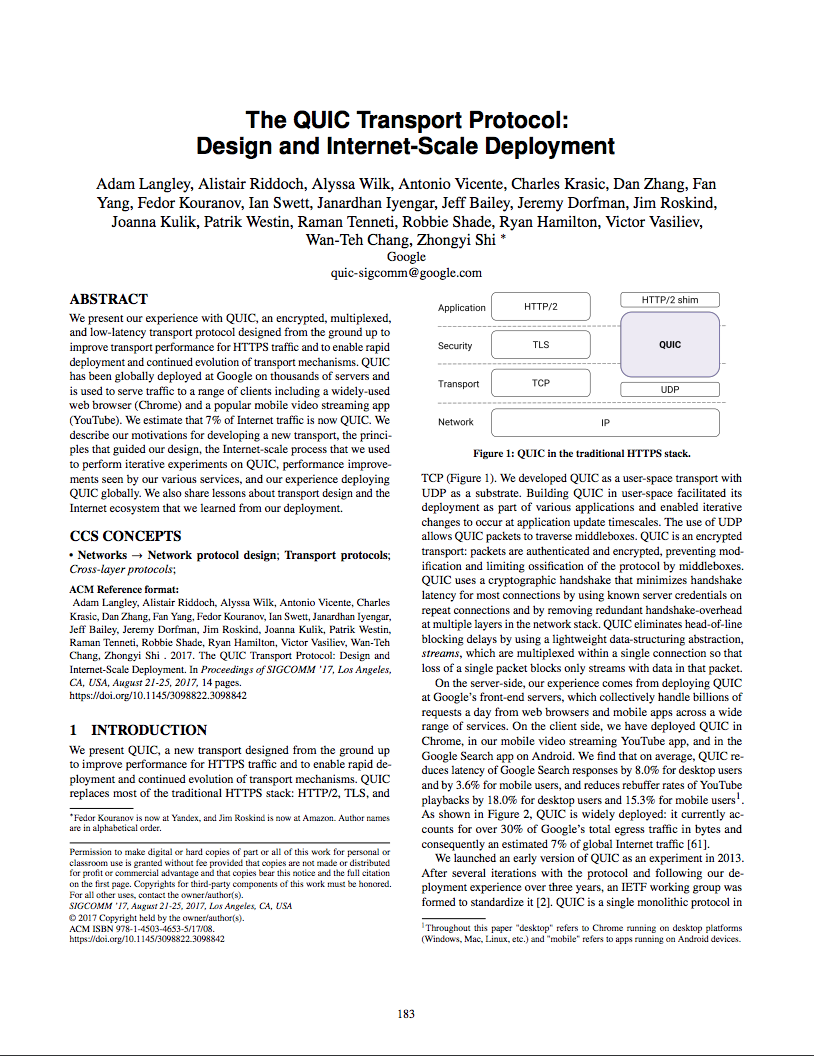 The QUIC Transport Protocol:
Design and Internet-Scale Deployment
Adam Langley, Alistair Riddoch, Alyssa Wilk, Antonio Vicente, Charles Krasic, Dan Zhang, Fan
Yang, Fedor Kouranov, Ian Swett, Janardhan Iyengar, Jeff Bailey, Jeremy Dorfman, Jim Roskind,
Joanna Kulik, Patrik Westin, Raman Tenneti, Robbie Shade, Ryan Hamilton, Victor Vasiliev,
Wan-Teh Chang, Zhongyi Shi *
Google
quic-sigcomm@google.com
ABSTRACT
We present our experience with QUIC, an encrypted, multiplexed,
and low-latency transport protocol designed from the ground up to
improve transport performance for HTTPS traffic and to enable rapid
deployment and continued evolution of transport mechanisms. QUIC
has been globally deployed at Google on thousands of servers and
is used to serve traffic to a range of clients including a widely-used
web browser (Chrome) and a popular mobile video streaming app
(YouTube). We estimate that 7% of Internet traffic is now QUIC. We
describe our motivations for developing a new transport, the princi-
ples that guided our design, the Internet-scale process that we used
to perform iterative experiments on QUIC, performance improve-
ments seen by our various services, and our experience deploying
QUIC globally. We also share lessons about transport design and the
Internet ecosystem that we learned from our deployment.
CCS CONCEPTS
• Networks → Network protocol design; Transport protocols;
Cross-layer protocols;
ACM Reference format:
Adam Langley, Alistair Riddoch, Alyssa Wilk, Antonio Vicente, Charles
Krasic, Dan Zhang, Fan Yang, Fedor Kouranov, Ian Swett, Janardhan Iyengar,
Jeff Bailey, Jeremy Dorfman, Jim Roskind, Joanna Kulik, Patrik Westin,
Raman Tenneti, Robbie Shade, Ryan Hamilton, Victor Vasiliev, Wan-Teh
Chang, Zhongyi Shi . 2017. The QUIC Transport Protocol: Design and
Internet-Scale Deployment. In Proceedings of SIGCOMM '17, Los Angeles,
CA, USA, August 21-25, 2017, 14 pages.
https://doi.org/10.1145/3098822.3098842
1 INTRODUCTION
We present QUIC, a new transport designed from the ground up
to improve performance for HTTPS traffic and to enable rapid de-
ployment and continued evolution of transport mechanisms. QUIC
replaces most of the traditional HTTPS stack: HTTP/2, TLS, and
*Fedor Kouranov is now at Yandex, and Jim Roskind is now at Amazon. Author names
are in alphabetical order.
Permission to make digital or hard copies of part or all of this work for personal or
classroom use is granted without fee provided that copies are not made or distributed
for profit or commercial advantage and that copies bear this notice and the full citation
on the first page. Copyrights for third-party components of this work must be honored.
For all other uses, contact the owner/author(s).
SIGCOMM '17, August 21-25, 2017, Los Angeles, CA, USA
© 2017 Copyright held by the owner/author(s).
ACM ISBN 978-1-4503-4653-5/17/08.
https://doi.org/10.1145/3098822.3098842
Application HTTP/2 HTTP/2 shim
Security TLS QUIC
Transport TCP UDP
Network IP
Figure 1: QUIC in the traditional HTTPS stack.
TCP (Figure 1). We developed QUIC as a user-space transport with
UDP as a substrate. Building QUIC in user-space facilitated its
deployment as part of various applications and enabled iterative
changes to occur at application update timescales. The use of UDP
allows QUIC packets to traverse middleboxes. QUIC is an encrypted
transport: packets are authenticated and encrypted, preventing mod-
ification and limiting ossification of the protocol by middleboxes.
QUIC uses a cryptographic handshake that minimizes handshake
latency for most connections by using known server credentials on
repeat connections and by removing redundant handshake-overhead
at multiple layers in the network stack. QUIC eliminates head-of-line
blocking delays by using a lightweight data-structuring abstraction,
streams, which are multiplexed within a single connection so that
loss of a single packet blocks only streams with data in that packet.
On the server-side, our experience comes from deploying QUIC
at Google's front-end servers, which collectively handle billions of
requests a day from web browsers and mobile apps across a wide
range of services. On the client side, we have deployed QUIC in
Chrome, in our mobile video streaming YouTube app, and in the
Google Search app on Android. We find that on average, QUIC re-
duces latency of Google Search responses by 8.0% for desktop users
and by 3.6% for mobile users, and reduces rebuffer rates of YouTube
playbacks by 18.0% for desktop users and 15.3% for mobile users1.
As shown in Figure 2, QUIC is widely deployed: it currently ac-
counts for over 30% of Google's total egress traffic in bytes and
consequently an estimated 7% of global Internet traffic [61].
We launched an early version of QUIC as an experiment in 2013.
After several iterations with the protocol and following our de-
ployment experience over three years, an IETF working group was
formed to standardize it [2]. QUIC is a single monolithic protocol in
1Throughout this paper "desktop" refers to Chrome running on desktop platforms
(Windows, Mac, Linux, etc.) and "mobile" refers to apps running on Android devices.
183